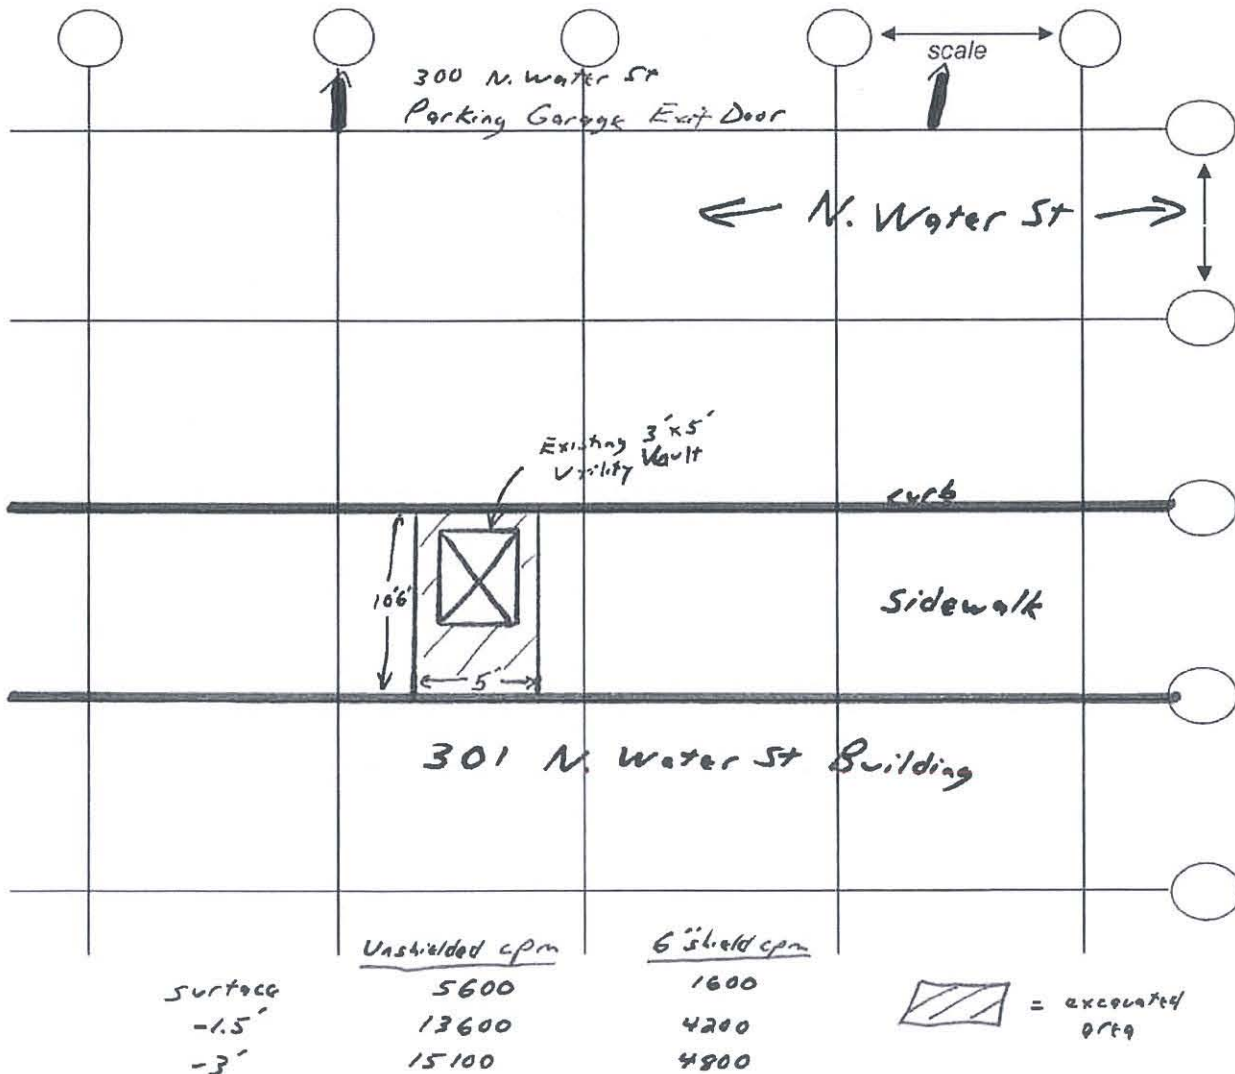 scale
300 N. Water St
Parking Garage Exit Door
← N. Water St →
Existing 3'x5'
Utility Vault
curb
10'6"
Sidewalk
5'
301 N. Water St Building
Unshielded cpm 6" shield cpm
surface 5600 1600
-1.5' 13600 4200
-3' 15100 4800
= excavated
area